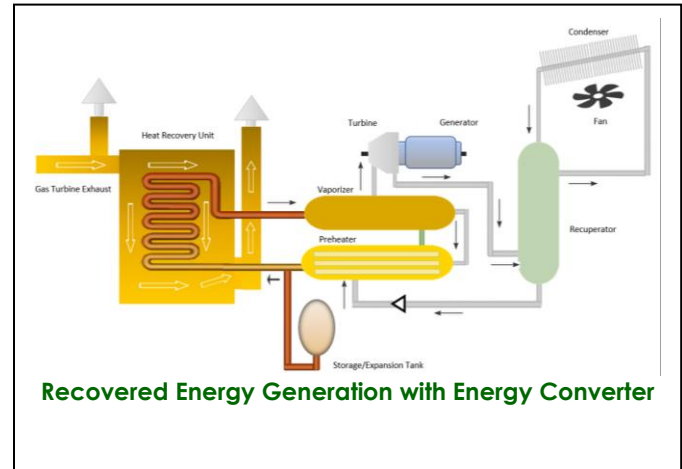 Condenser
Fan
Turbine
Generator
Heat Recovery Unit
Gas Turbine Exhaust
Vaporizer
Preheater
Recuperator
Storage/Expansion Tank
Recovered Energy Generation with Energy Converter